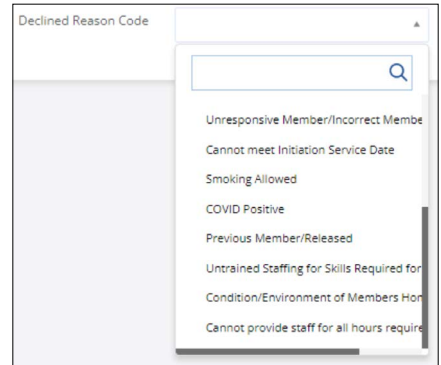 Declined Reason Code
Unresponsive Member/Incorrect Membe
Cannot meet Initiation Service Date
Smoking Allowed
COVID Positive
Previous Member/Released
Untrained Staffing for Skills Required for
Condition/Environment of Members Hon
Cannot provide staff for all hours require